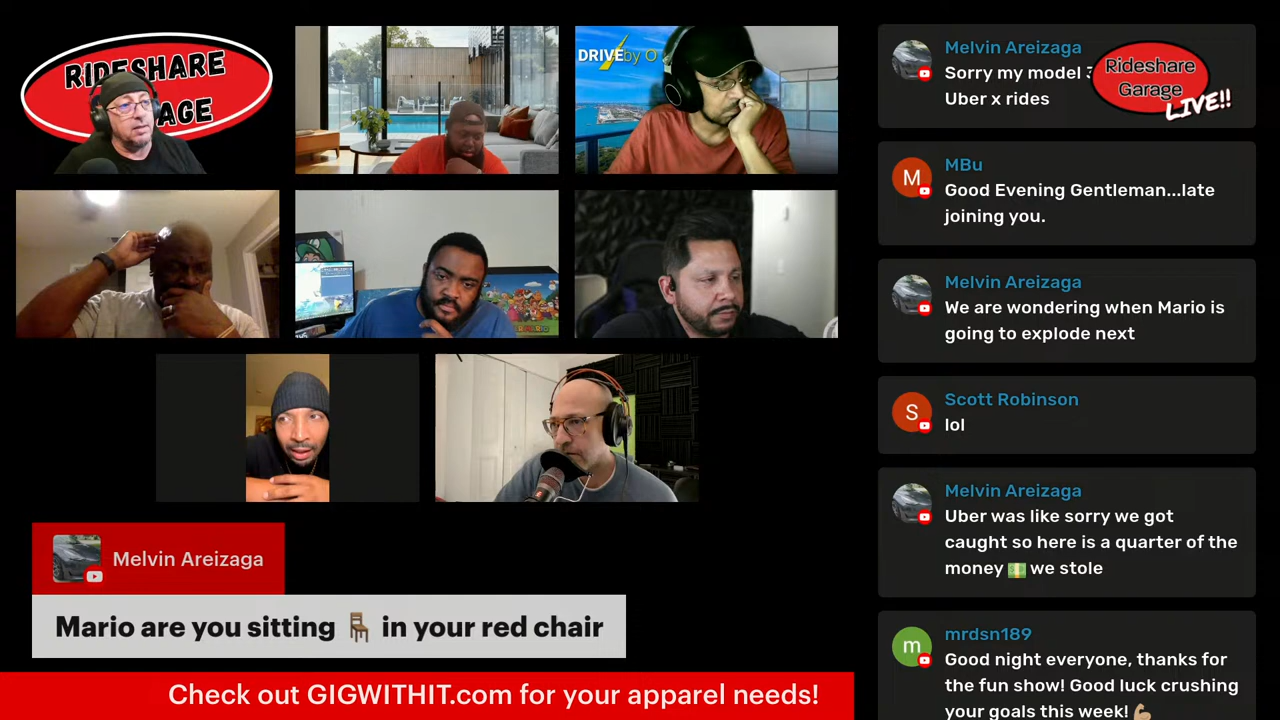 RIDESHARE
GARAGE
DRIVE by O
Melvin Areizaga
Sorry my model 3
Uber x rides
Rideshare
Garage
LIVE!!
MBu
M
Good Evening Gentleman...late
joining you.
Melvin Areizaga
We are wondering when Mario is
going to explode next
Scott Robinson
S
lol
Melvin Areizaga
Uber was like sorry we got
caught so here is a quarter of the
money 💵 we stole
mrdsn189
m
Good night everyone, thanks for
the fun show! Good luck crushing
your goals this week! 💪🏽
Melvin Areizaga
Mario are you sitting 🪑 in your red chair
Check out GIGWITHIT.com for your apparel needs!